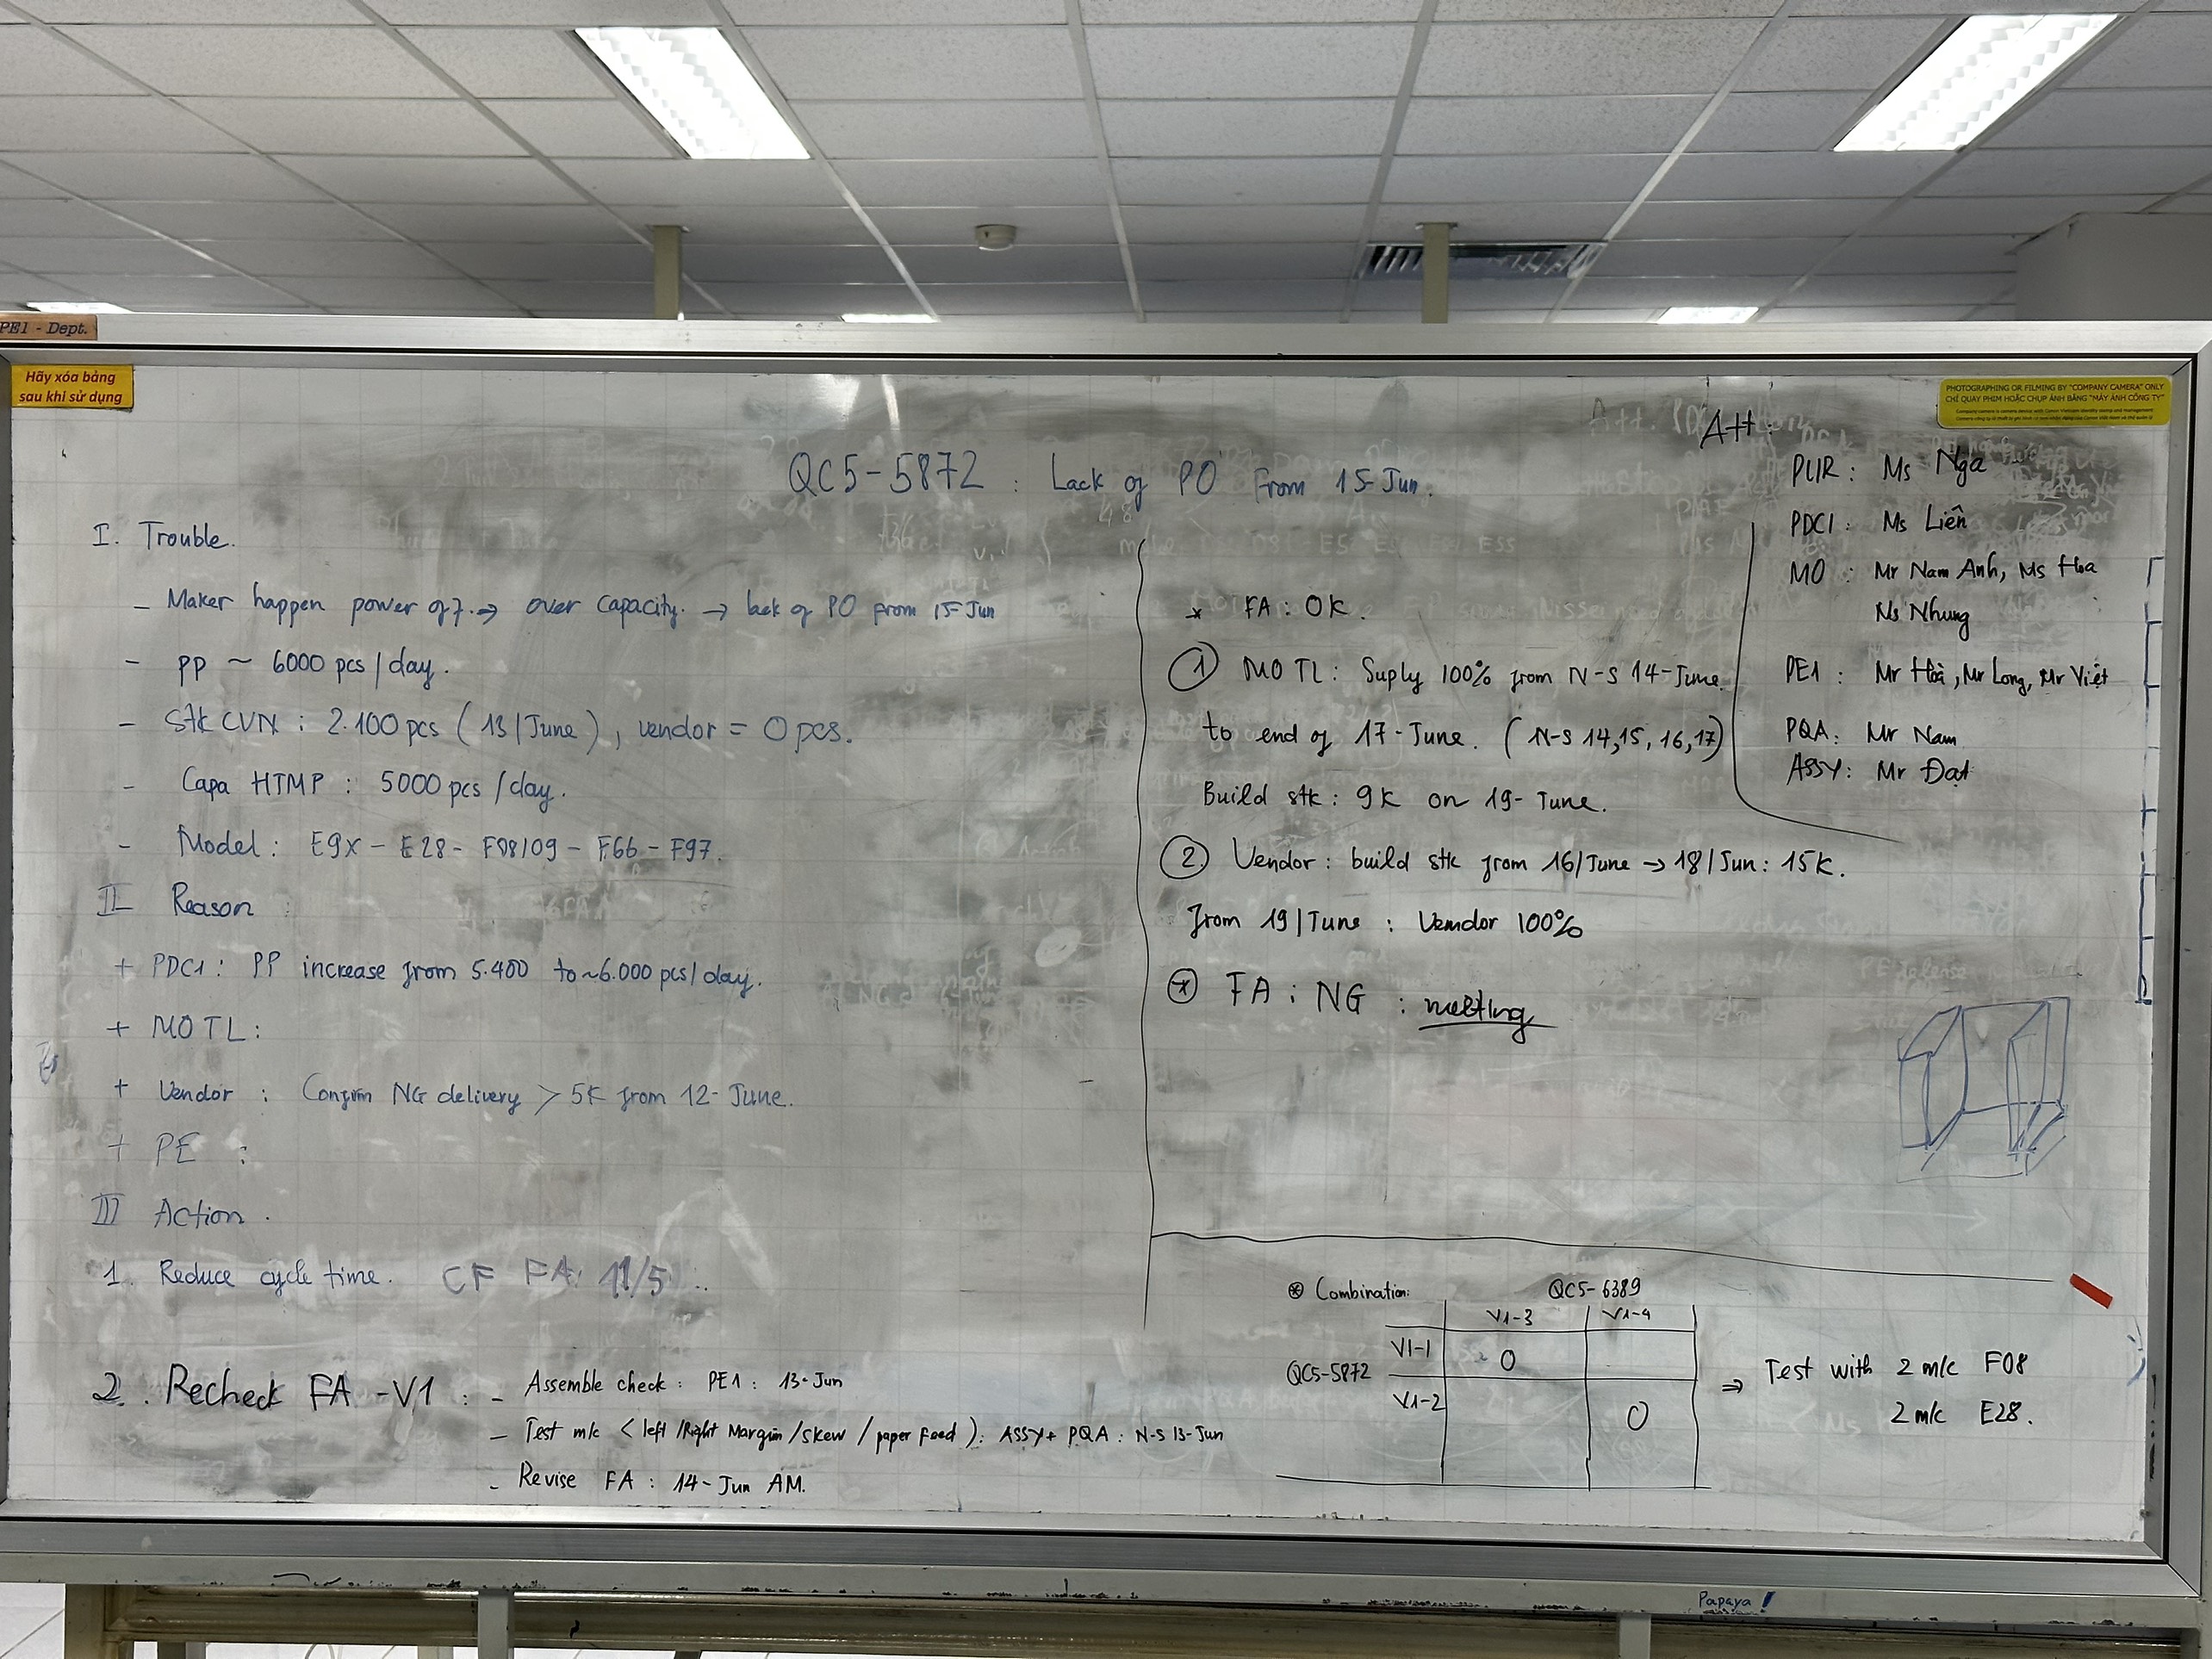 PE1 - Dept.
Hãy xóa bảng
sau khi sử dụng
PHOTOGRAPHING OR FILMING BY "COMPANY CAMERA" ONLY
CHỈ QUAY PHIM HOẶC CHỤP ẢNH BẰNG "MÁY ẢNH CÔNG TY"
QC5-5872 : Lack of PO From 15-Jun.
I. Trouble.
- Maker happen power off. → over capacity. → lack of PO from 15-Jun
- PP ~ 6000 pcs/day.
- Stk CVN : 2.100 pcs (13/June), vendor = 0 pcs.
- Capa HTMP : 5000 pcs/day.
- Model : E9X - E28 - F08/09 - F66 - F97.
II Reason
+ PDC1 : PP increase from 5.400 to ~6.000 pcs/day.
+ MO TL :
+ Vendor : Confirm NG delivery > 5K from 12-June.
+ PE :
III Action.
1. Reduce cycle time. CF FA: 11/5
2. Recheck FA - V1 : - Assemble check : PE1 : 13-Jun
- Test m/c < left /Right Margin /skew / paper Feed ) : ASSY + PQA : N-S 13-Jun
- Revise FA : 14-Jun AM.
* FA : OK.
① MO TL : Suply 100% from N-S 14-June.
to end of 17-June. (N-S 14,15, 16,17)
Build stk : 9K on 19-June.
② Vendor : build stk from 16/June → 18/Jun : 15K.
From 19/June : Vendor 100%
⊛ FA : NG : meeting
Att :
PUR : Ms Nga
PDC1 : Ms Liên
MO : Mr Nam Anh, Ms Hoa
Ms Nhung
PE1 : Mr Hoà, Mr Long, Mr Việt
PQA : Mr Nam
ASSY : Mr Đạt
⊛ Combination: QC5-6389
V1-3 V1-4
QC5-5872 V1-1 O
V1-2 O
⇒ Test with 2 m/c F08
2 m/c E28.
Papaya !